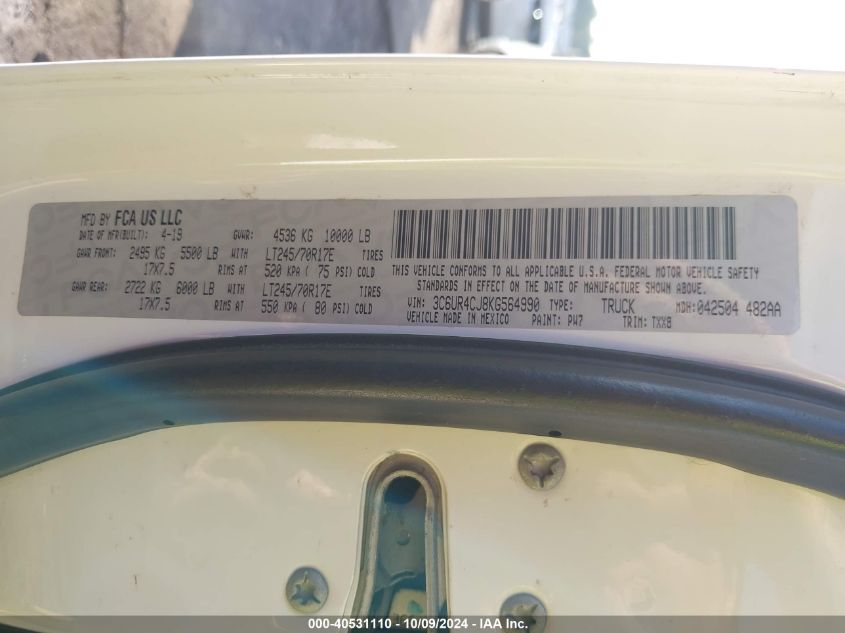 MFD BY FCA US LLC
DATE OF MFR(BUILT): 4-19 GVWR: 4536 KG 10000 LB
GAWR FRONT: 2495 KG 5500 LB WITH LT245/70R17E TIRES
17X7.5 RIMS AT 520 KPA ( 75 PSI) COLD
GAWR REAR: 2722 KG 6000 LB WITH LT245/70R17E TIRES
17X7.5 RIMS AT 550 KPA ( 80 PSI) COLD
THIS VEHICLE CONFORMS TO ALL APPLICABLE U.S.A. FEDERAL MOTOR VEHICLE SAFETY
STANDARDS IN EFFECT ON THE DATE OF MANUFACTURE SHOWN ABOVE.
VIN: 3C6UR4CJ8KG564990 TYPE: TRUCK MDH: 042504 482AA
VEHICLE MADE IN MEXICO PAINT: PW7 TRIM: TXX8
000-40531110 - 10/09/2024 - IAA Inc.